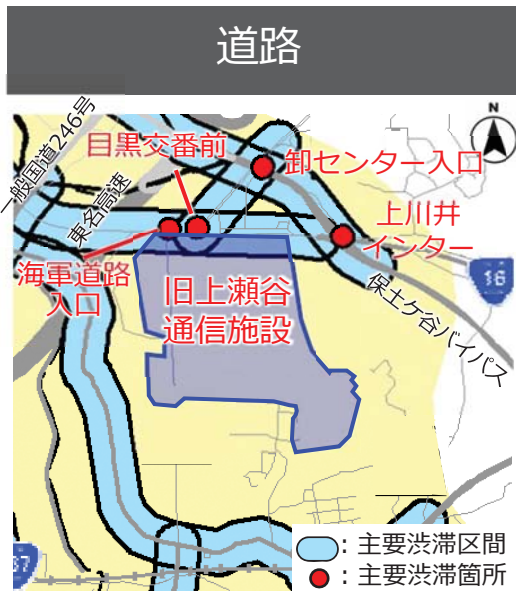 道路
N
一般国道246号
東名高速
目黒交番前
卸センター入口
上川井
インター
海軍道路
入口
旧上瀬谷
通信施設
16
保土ケ谷バイパス
：主要渋滞区間
：主要渋滞箇所